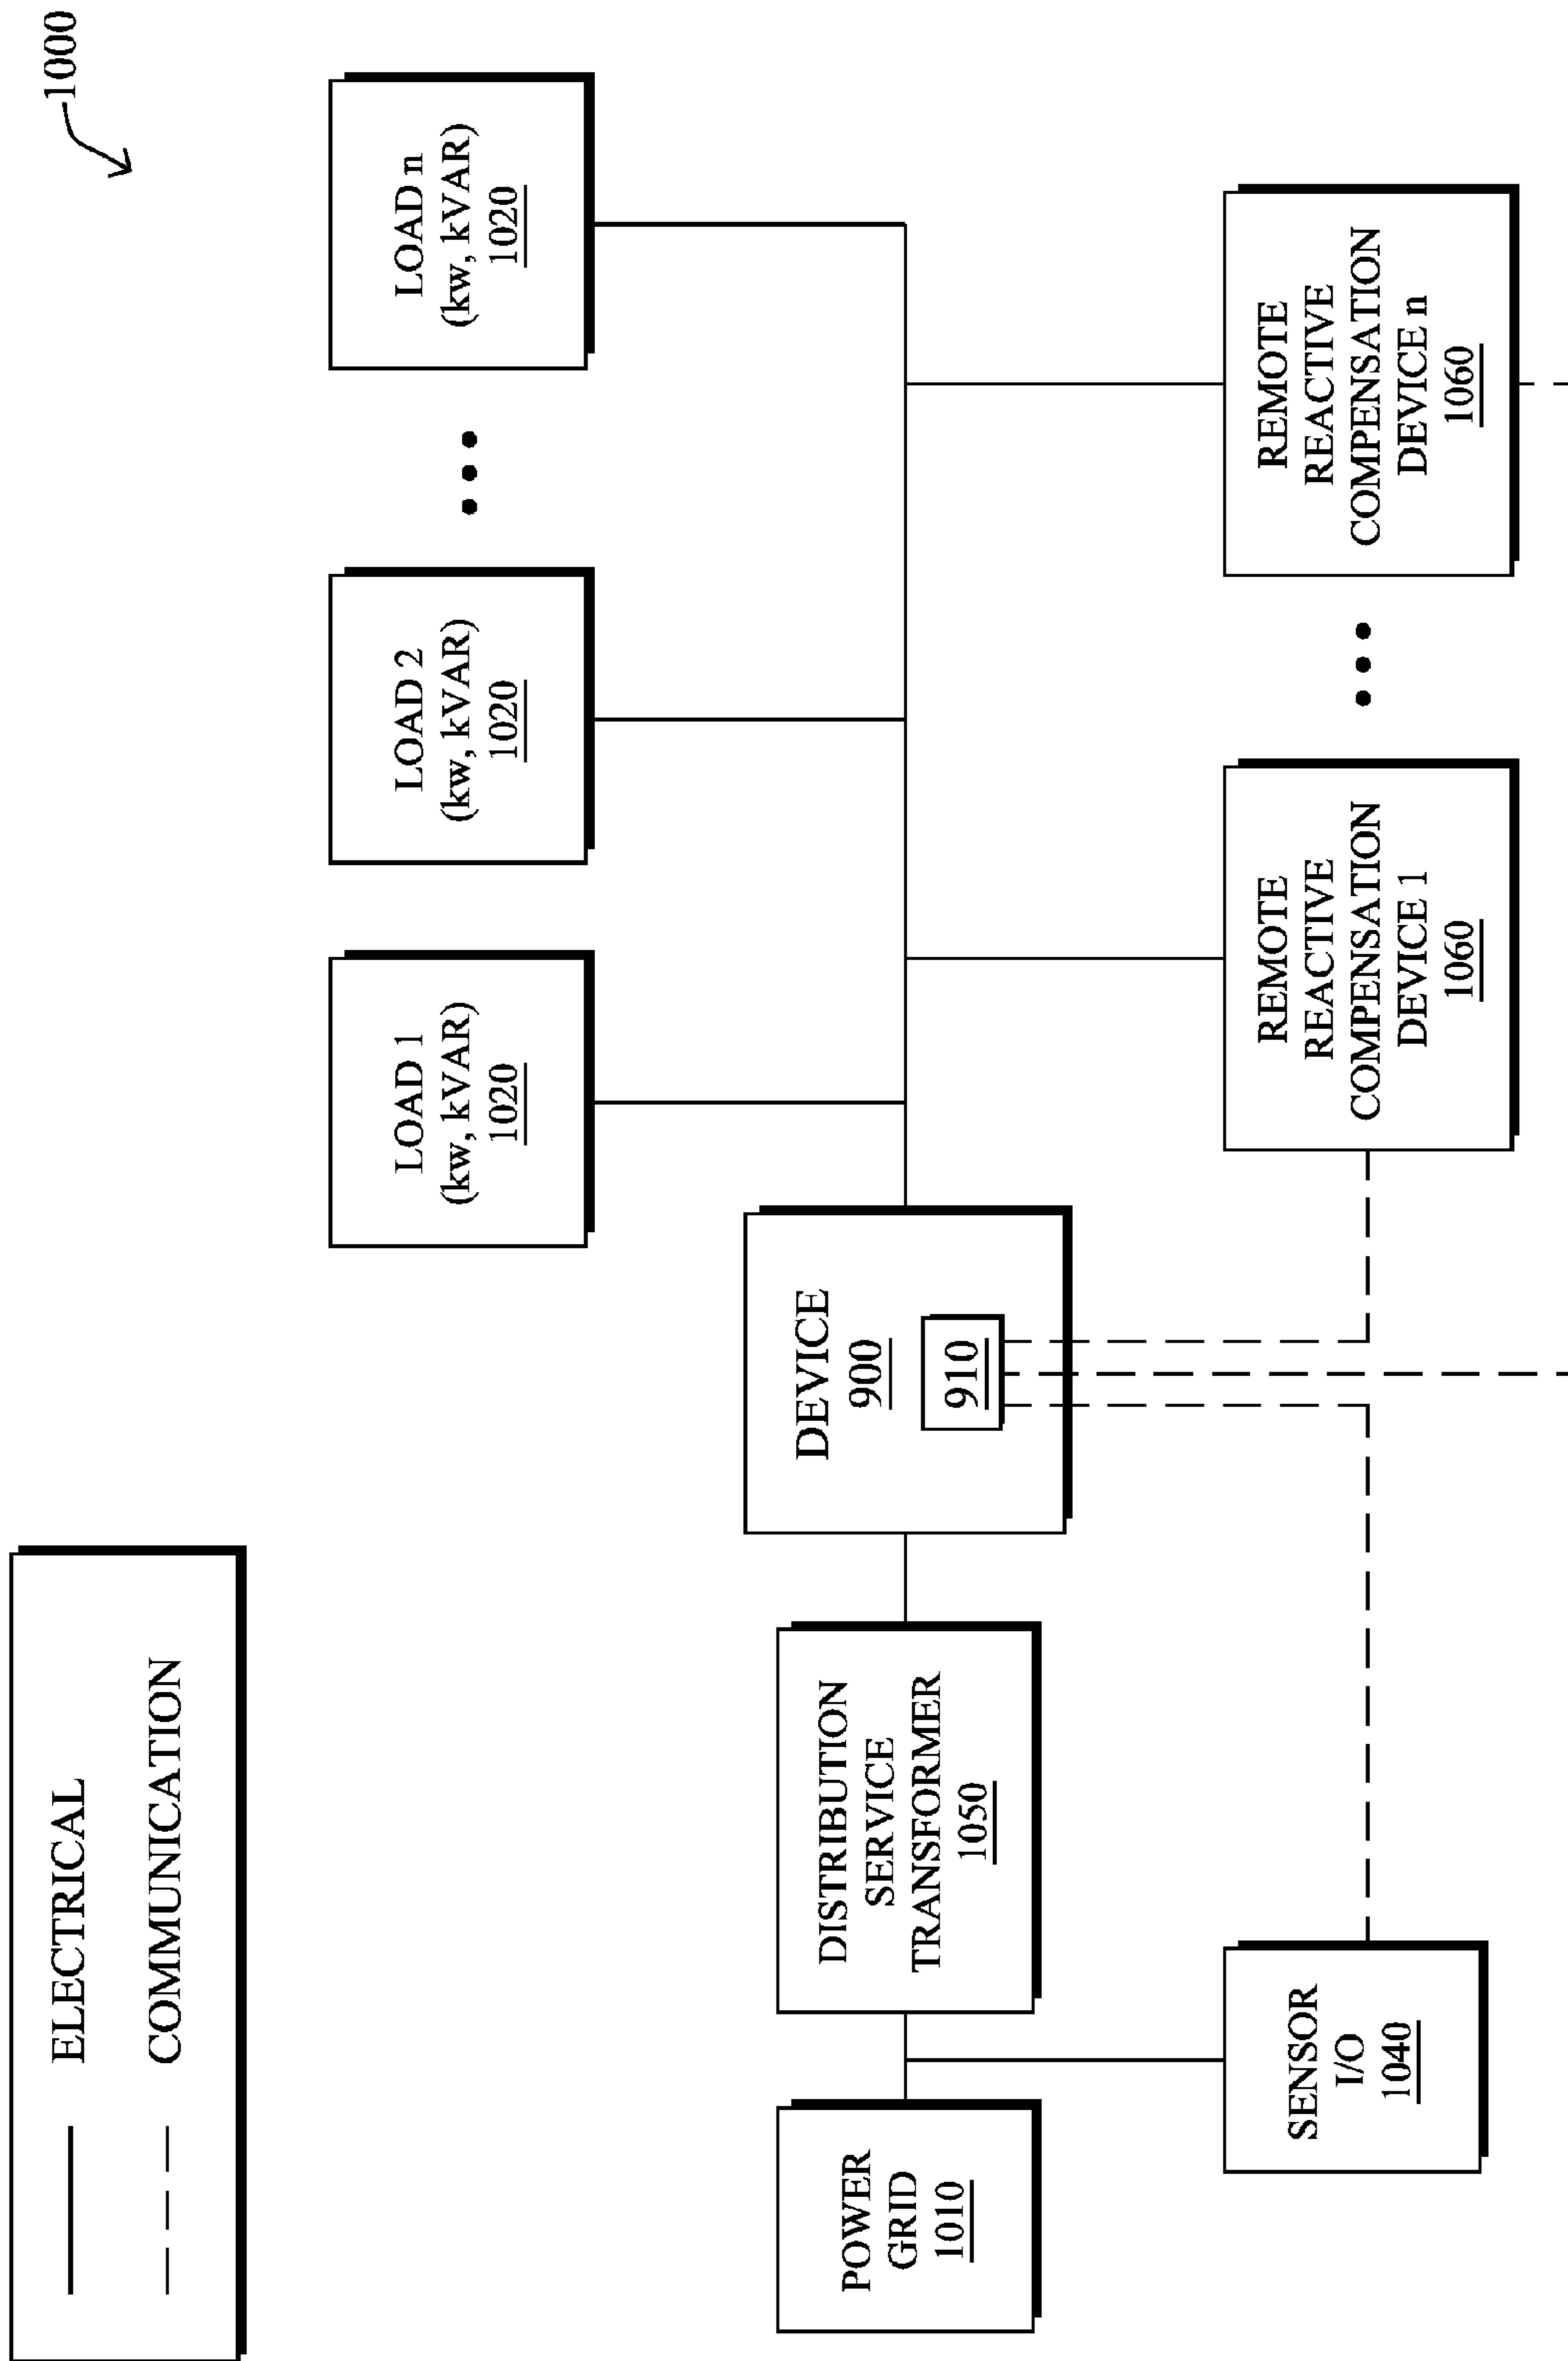 1000
ELECTRICAL
COMMUNICATION
LOAD 1
(kw, kVAR)
1020
LOAD 2
(kw, kVAR)
1020
LOAD n
(kw, kVAR)
1020
POWER
GRID
1010
DISTRIBUTION
SERVICE
TRANSFORMER
1050
DEVICE
900
910
SENSOR
I/O
1040
REMOTE
REACTIVE
COMPENSATION
DEVICE 1
1060
REMOTE
REACTIVE
COMPENSATION
DEVICE n
1060